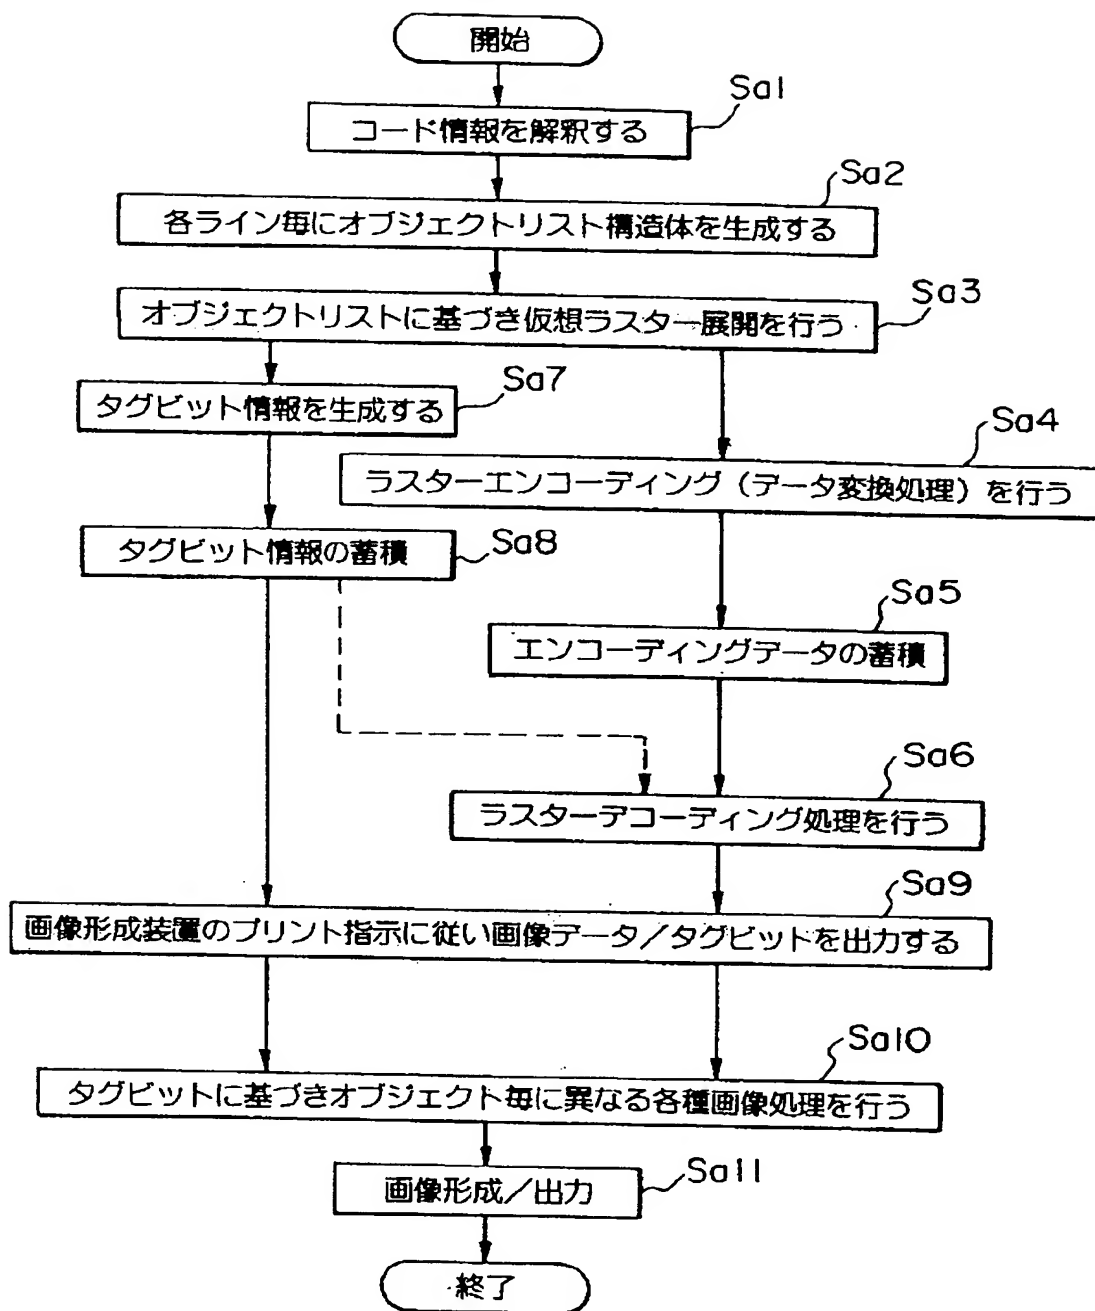 開始
Sa1
コード情報を解釈する
Sa2
各ライン毎にオブジェクトリスト構造体を生成する
Sa3
オブジェクトリストに基づき仮想ラスター展開を行う
Sa7
タグビット情報を生成する
Sa4
ラスターエンコーディング（データ変換処理）を行う
Sa8
タグビット情報の蓄積
Sa5
エンコーディングデータの蓄積
Sa6
ラスターデコーディング処理を行う
Sa9
画像形成装置のプリント指示に従い画像データ／タグビットを出力する
Sa10
タグビットに基づきオブジェクト毎に異なる各種画像処理を行う
Sa11
画像形成／出力
終了